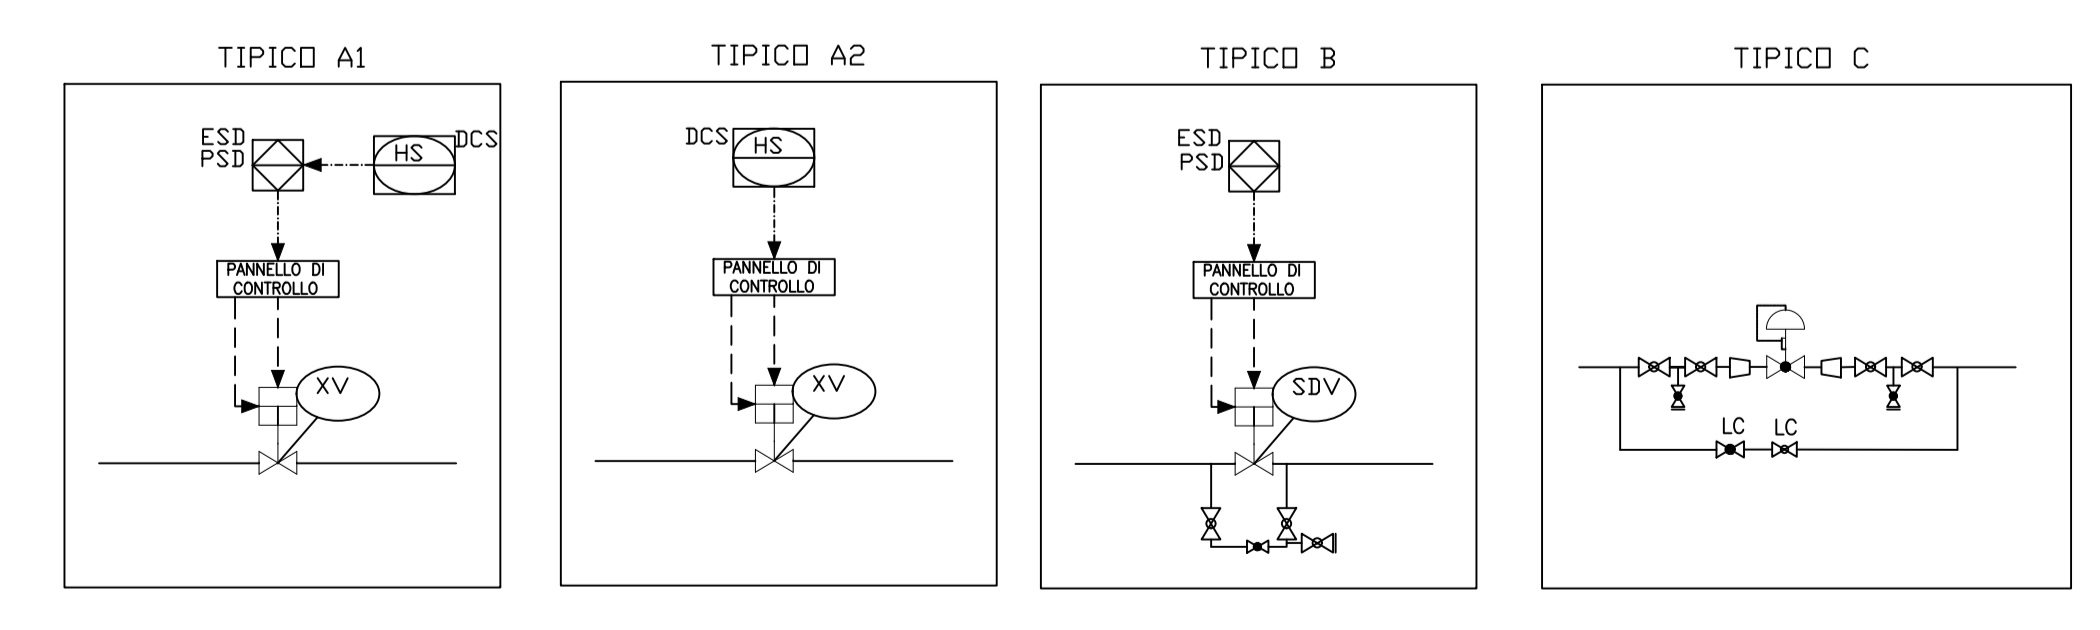 TIPICO A1
ESD
PSD
HS
DCS
PANNELLO DI
CONTROLLO
XV
TIPICO A2
DCS
HS
PANNELLO DI
CONTROLLO
XV
TIPICO B
ESD
PSD
PANNELLO DI
CONTROLLO
SDV
TIPICO C
LC LC